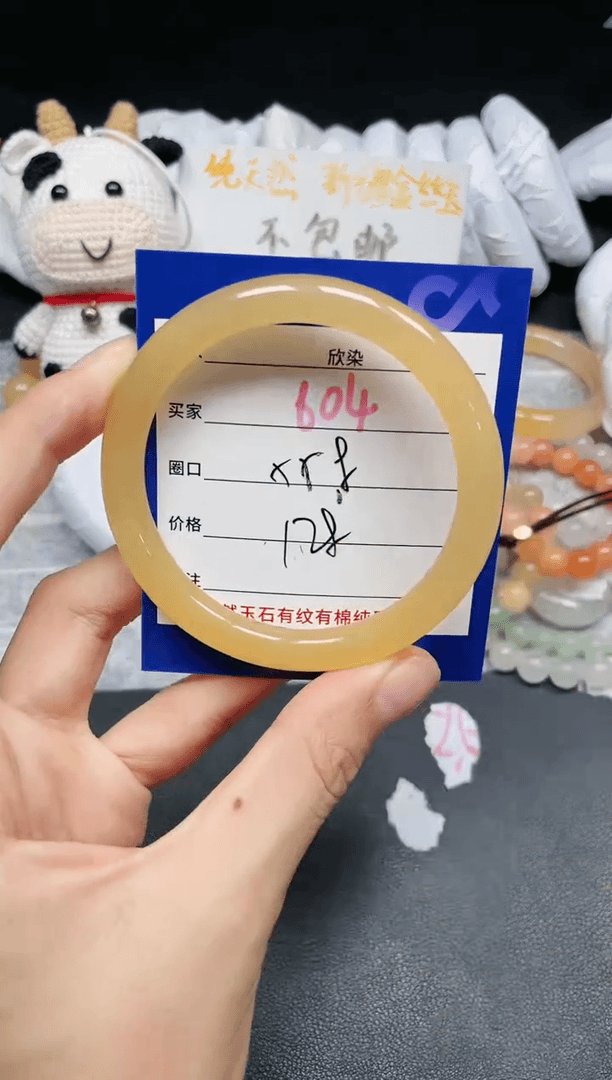 纯天然 新疆金丝玉
不包邮
欣染
买家 604
圈口
价格 128
玉石有纹有棉